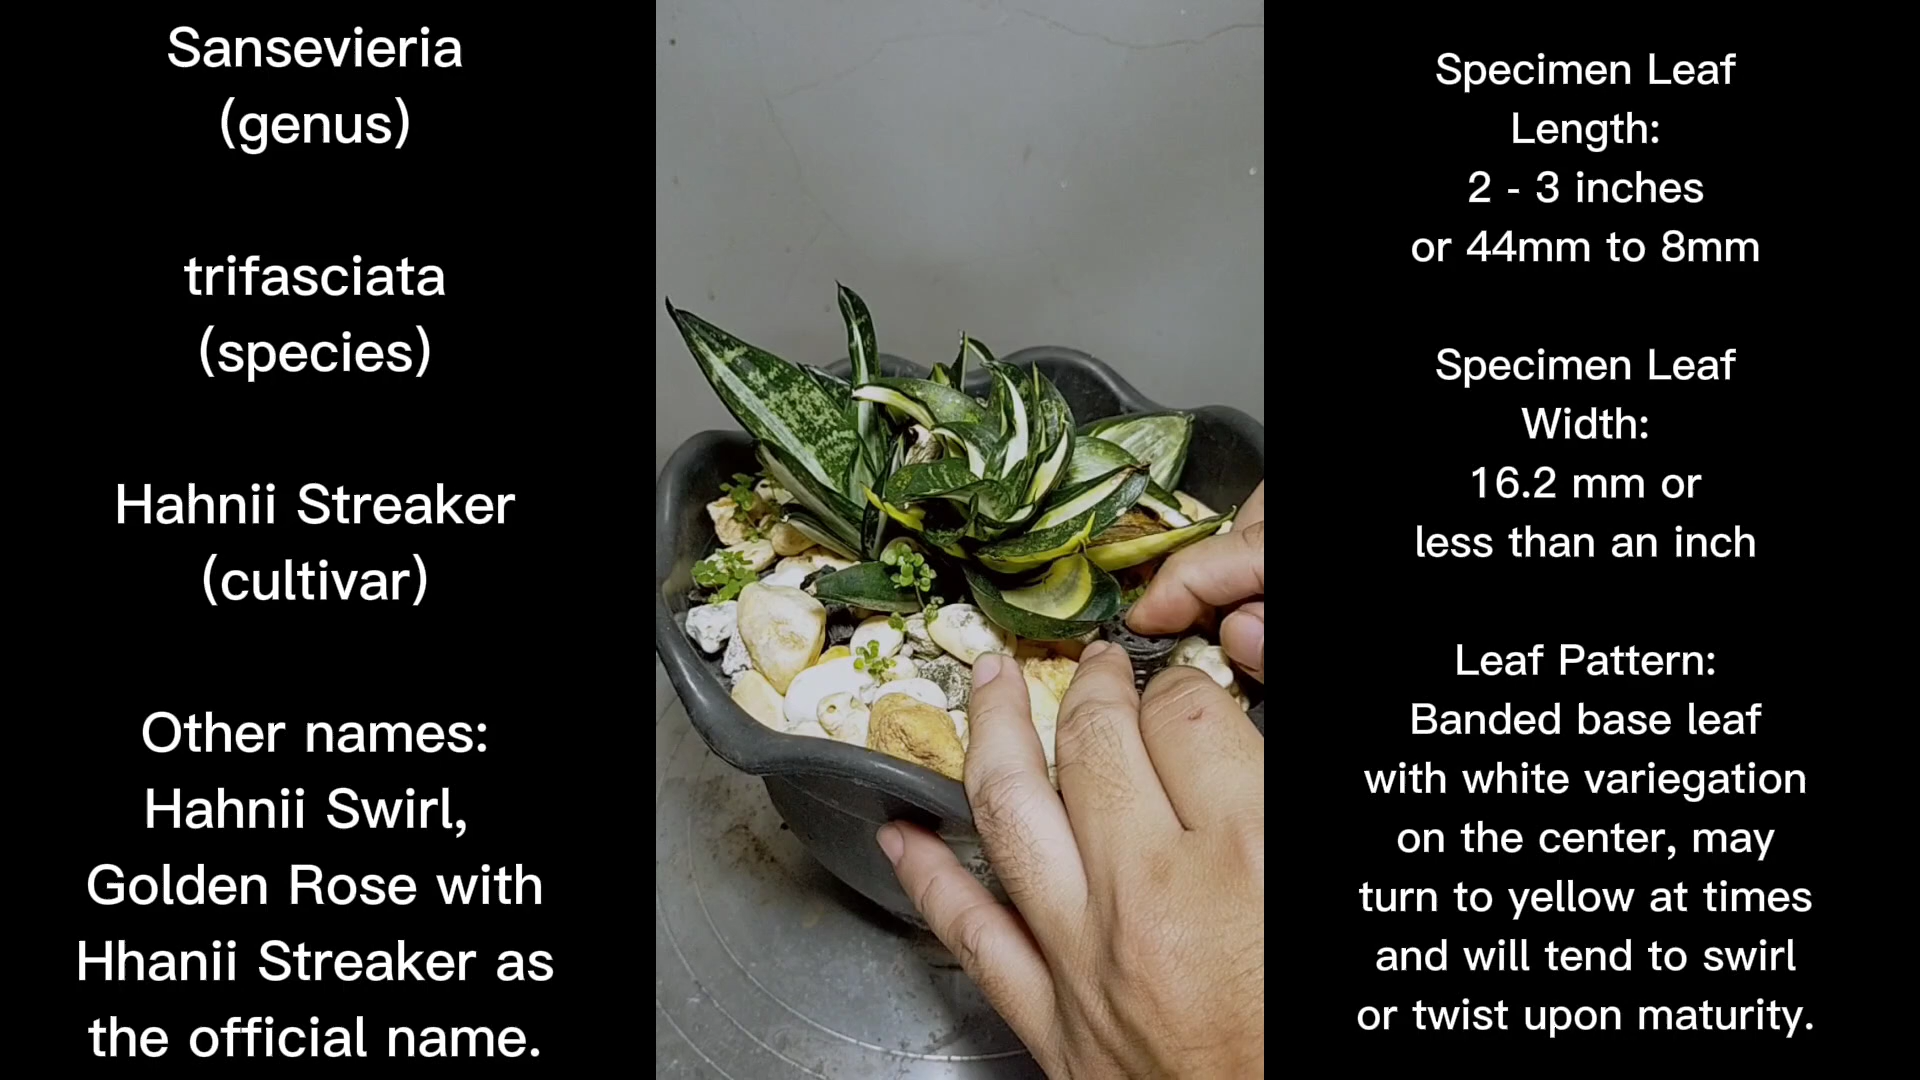 Sansevieria
(genus)
trifasciata
(species)
Hahnii Streaker
(cultivar)
Other names:
Hahnii Swirl,
Golden Rose with
Hhanii Streaker as
the official name.
Specimen Leaf
Length:
2 - 3 inches
or 44mm to 8mm
Specimen Leaf
Width:
16.2 mm or
less than an inch
Leaf Pattern:
Banded base leaf
with white variegation
on the center, may
turn to yellow at times
and will tend to swirl
or twist upon maturity.